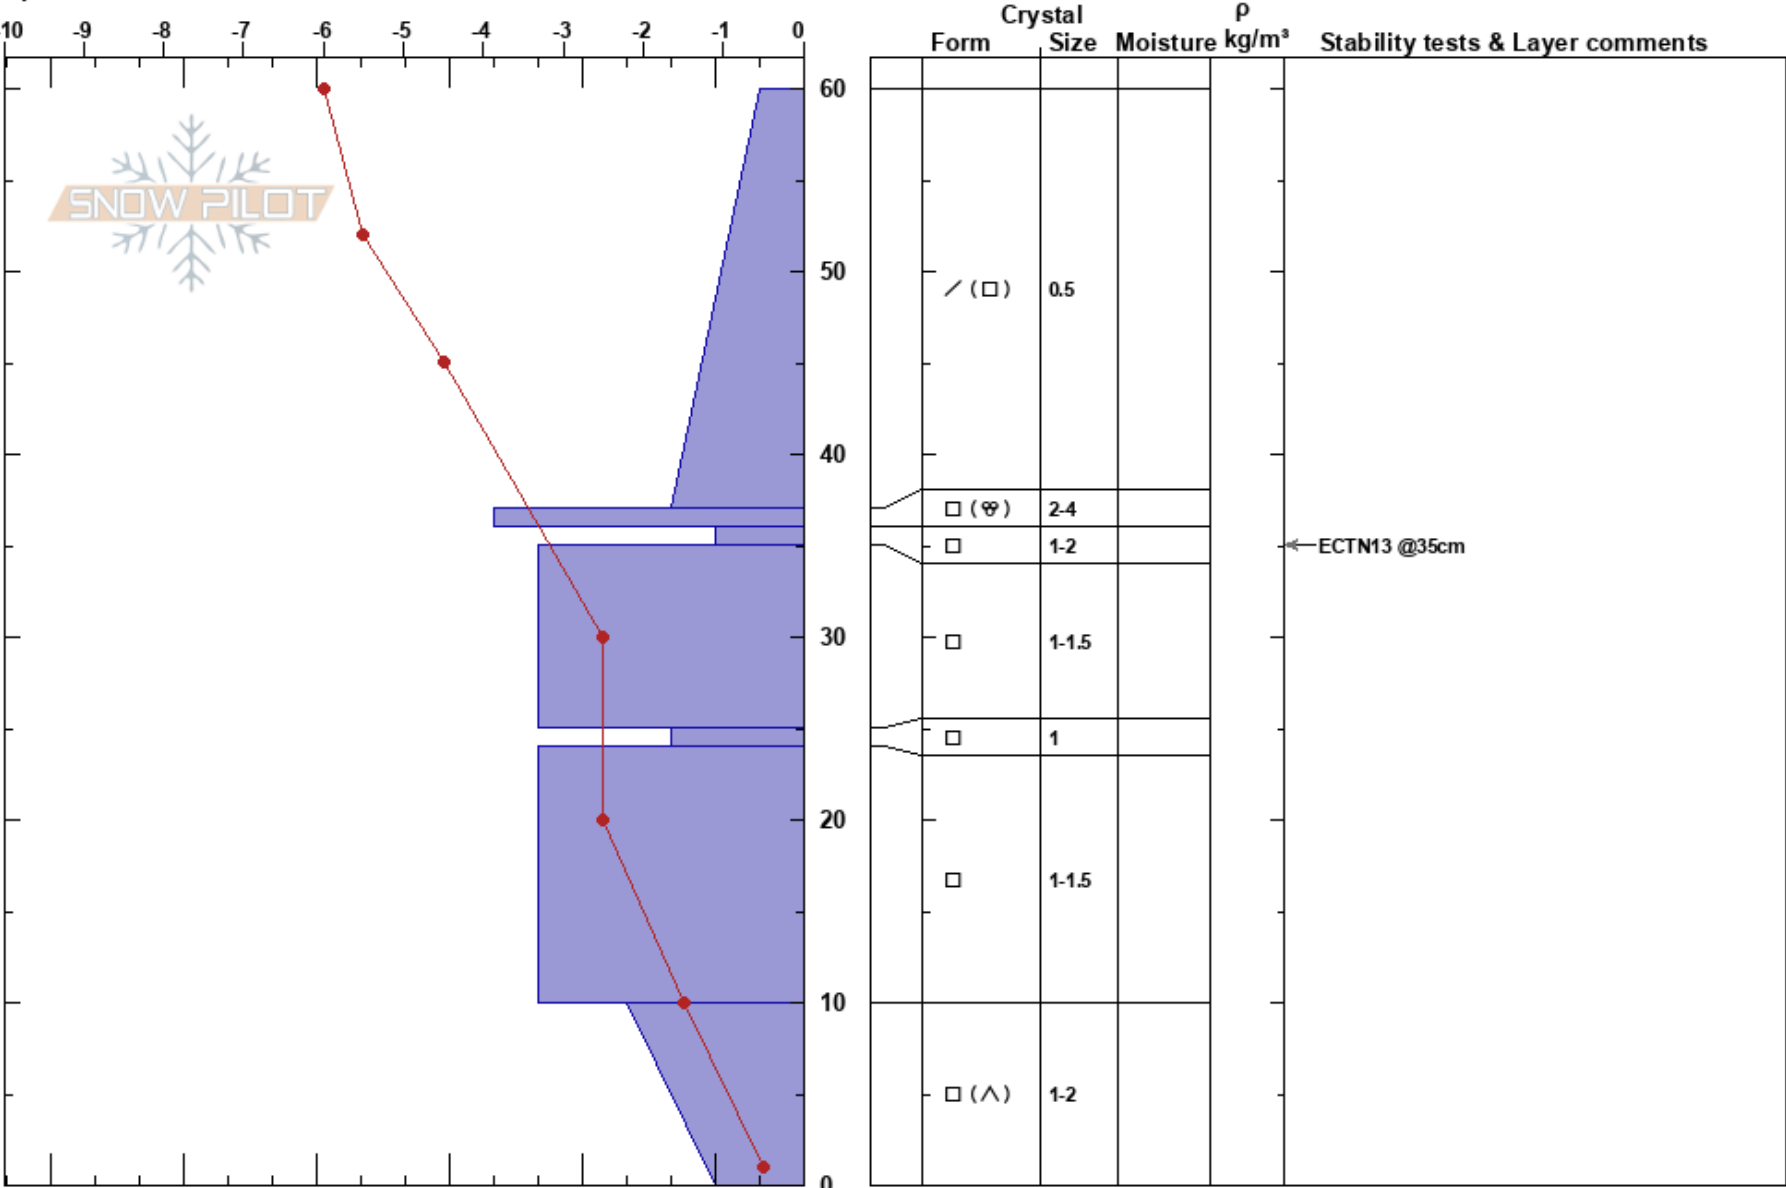 Crystal ρ
-10 -9 -8 -7 -6 -5 -4 -3 -2 -1 0
Form Size Moisture kg/m³ Stability tests & Layer comments
60
SNOW PILOT
50
/ (□) 0.5
40
□ ( ) 2-4
□ 1-2 ECTN13 @35cm
30 □ 1-1.5
□ 1
20
□ 1-1.5
10
□ (∧) 1-2
0